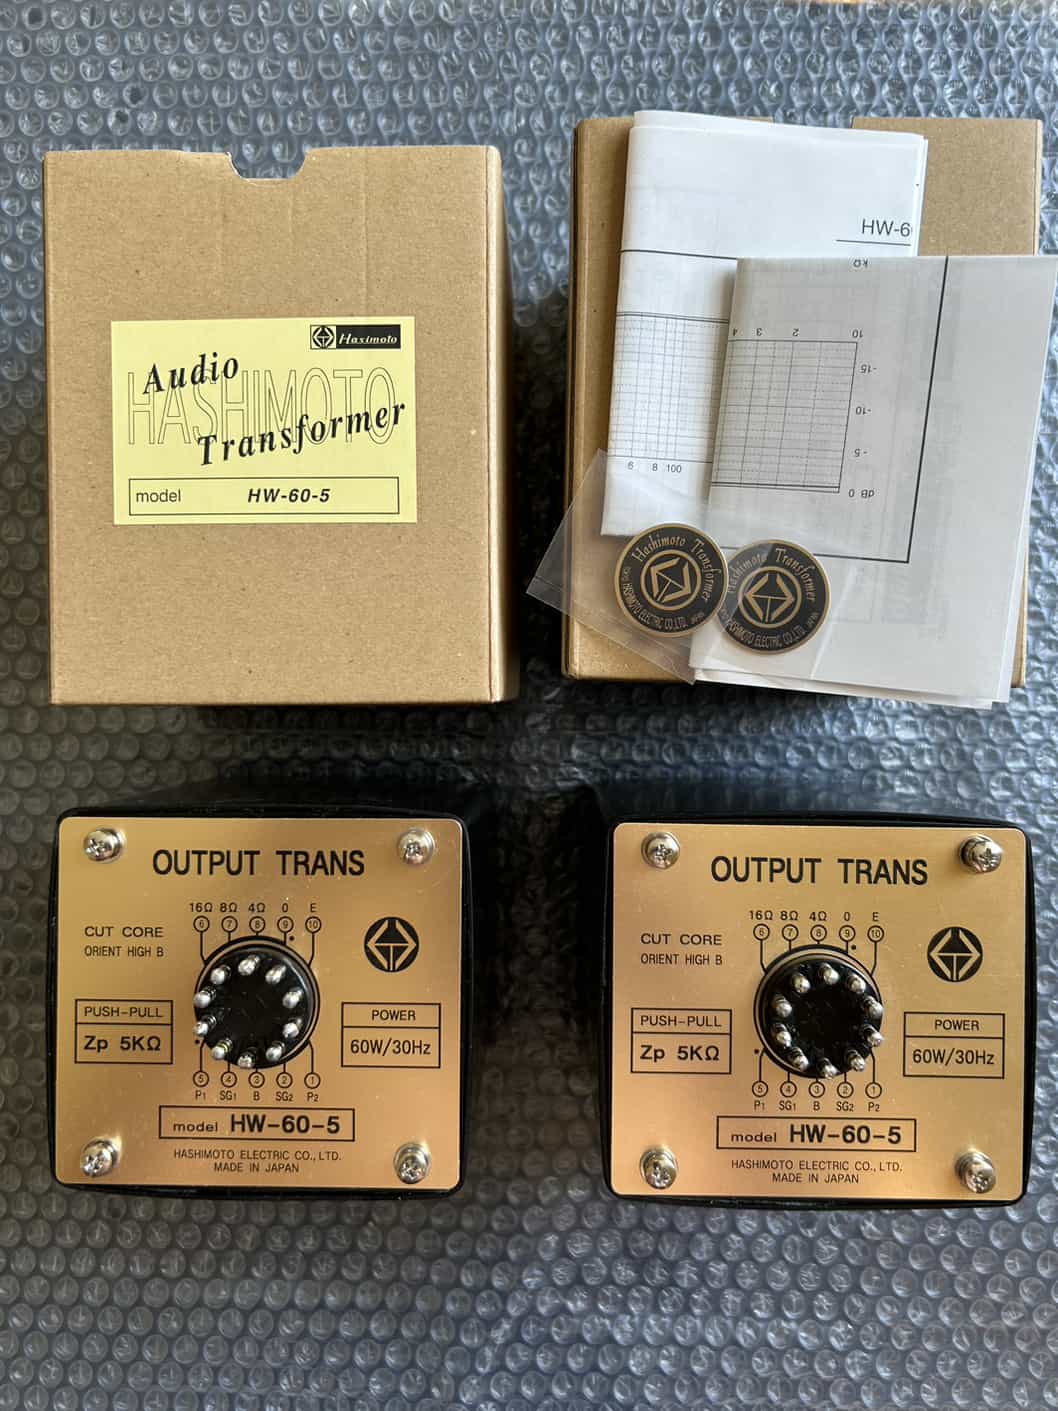 Haximoto
HASHIMOTO
Audio
Transformer
model HW-60-5
HW-6
kΩ
4 3 2 10
-15
-10
-5
dB 0
6 8 100
Hashimoto Transformer
HASHIMOTO ELECTRIC CO.,LTD.
Hashimoto Transformer
HASHIMOTO ELECTRIC CO.,LTD.
OUTPUT TRANS
16Ω 8Ω 4Ω 0 E
6 7 8 9 10
CUT CORE
ORIENT HIGH B
PUSH-PULL
Zp 5KΩ
POWER
60W/30Hz
5 4 3 2 1
P1 SG1 B SG2 P2
model HW-60-5
HASHIMOTO ELECTRIC CO., LTD.
MADE IN JAPAN
OUTPUT TRANS
16Ω 8Ω 4Ω 0 E
6 7 8 9 10
CUT CORE
ORIENT HIGH B
PUSH-PULL
Zp 5KΩ
POWER
60W/30Hz
5 4 3 2 1
P1 SG1 B SG2 P2
model HW-60-5
HASHIMOTO ELECTRIC CO., LTD.
MADE IN JAPAN